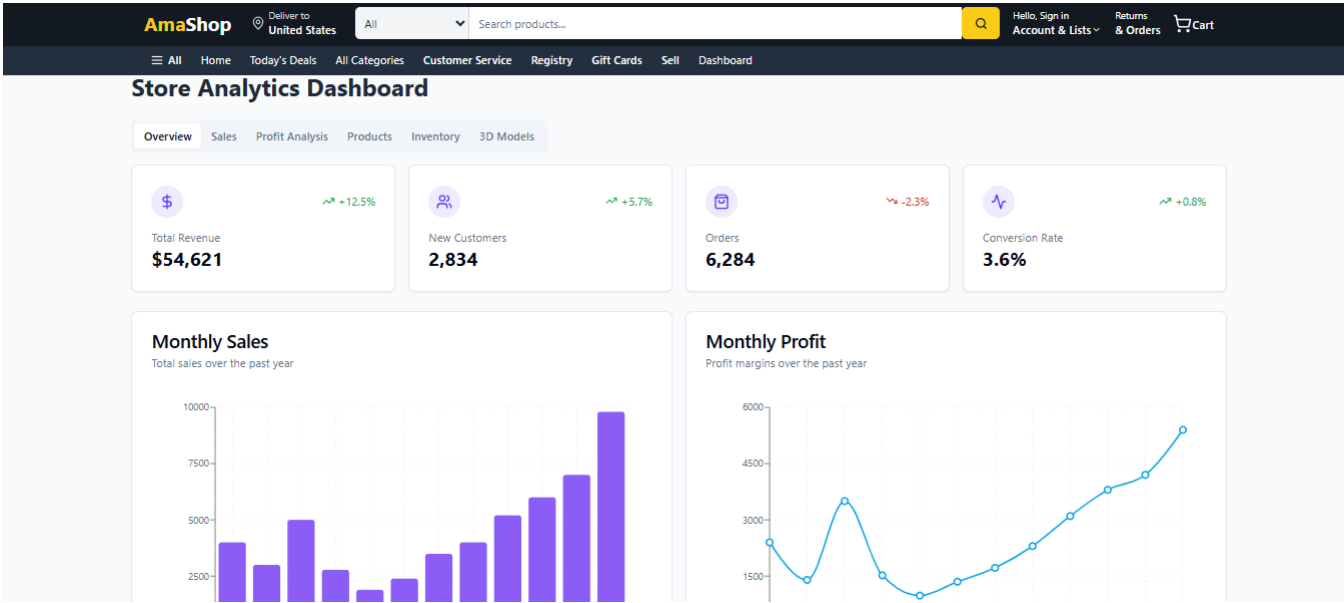 AmaShop
Deliver to
United States
All
Search products...
Hello, Sign in
Account & Lists
Returns
& Orders
Cart
All Home Today's Deals All Categories Customer Service Registry Gift Cards Sell Dashboard
Store Analytics Dashboard
Overview Sales Profit Analysis Products Inventory 3D Models
$
+12.5%
Total Revenue
$54,621
+5.7%
New Customers
2,834
-2.3%
Orders
6,284
+0.8%
Conversion Rate
3.6%
Monthly Sales
Total sales over the past year
10000
7500
5000
2500
Monthly Profit
Profit margins over the past year
6000
4500
3000
1500